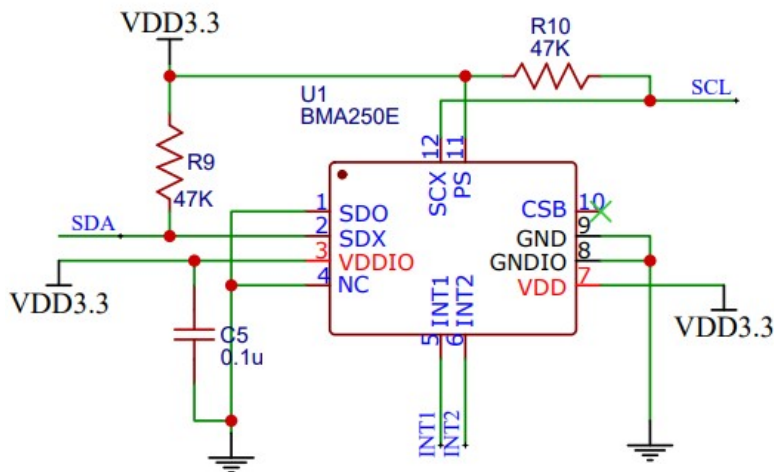 VDD3.3
R10
47K
SCL
U1
BMA250E
12
11
SCX
PS
R9
47K
SDA
1
SDO
2
SDX
3
VDDIO
4
NC
CSB
10
GND
9
GNDIO
8
VDD
7
VDD3.3
VDD3.3
C5
0.1u
INT1
INT2
5
6
INT1
INT2